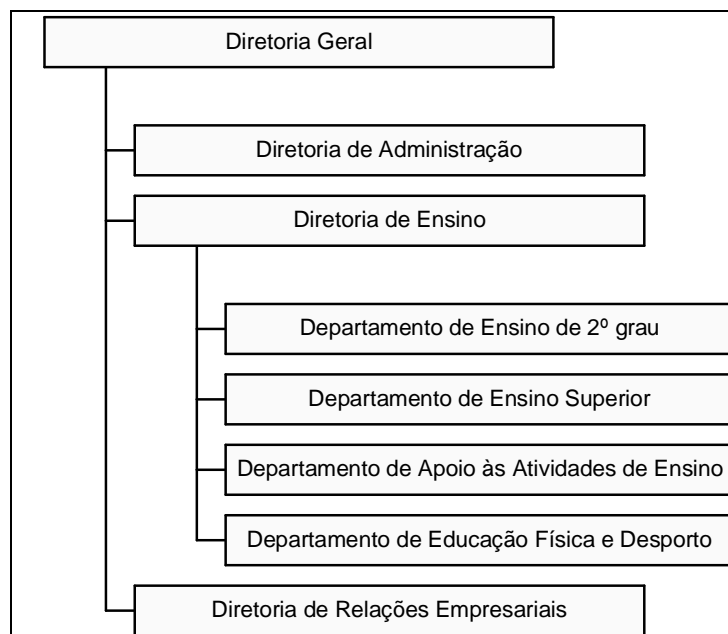 Diretoria Geral
Diretoria de Administração
Diretoria de Ensino
Departamento de Ensino de 2º grau
Departamento de Ensino Superior
Departamento de Apoio às Atividades de Ensino
Departamento de Educação Física e Desporto
Diretoria de Relações Empresariais